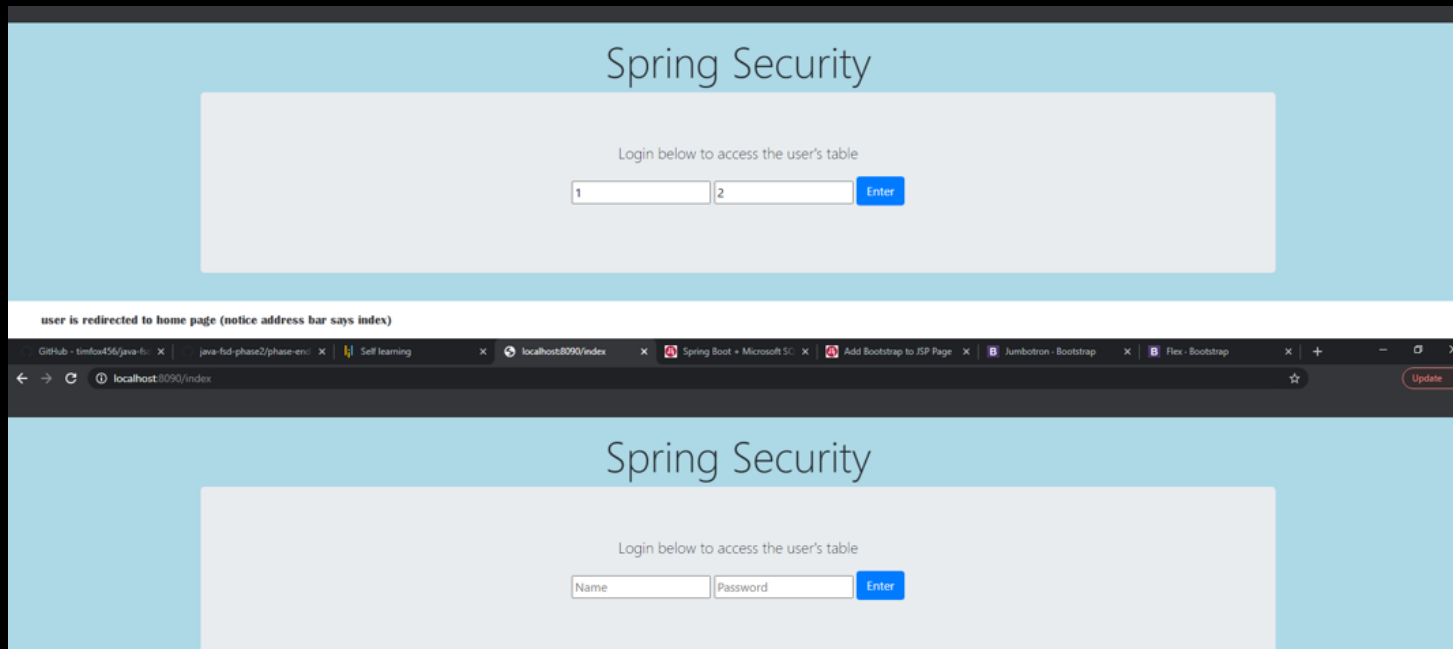 Spring Security
Login below to access the user's table
1 2 Enter
user is redirected to home page (notice address bar says index)
GitHub - timfox456/java-fs java-fsd-phase2/phase-end Self learning localhost:8090/index Spring Boot + Microsoft SQ Add Bootstrap to JSP Page Jumbotron - Bootstrap Flex - Bootstrap
localhost:8090/index Update
Spring Security
Login below to access the user's table
Name Password Enter